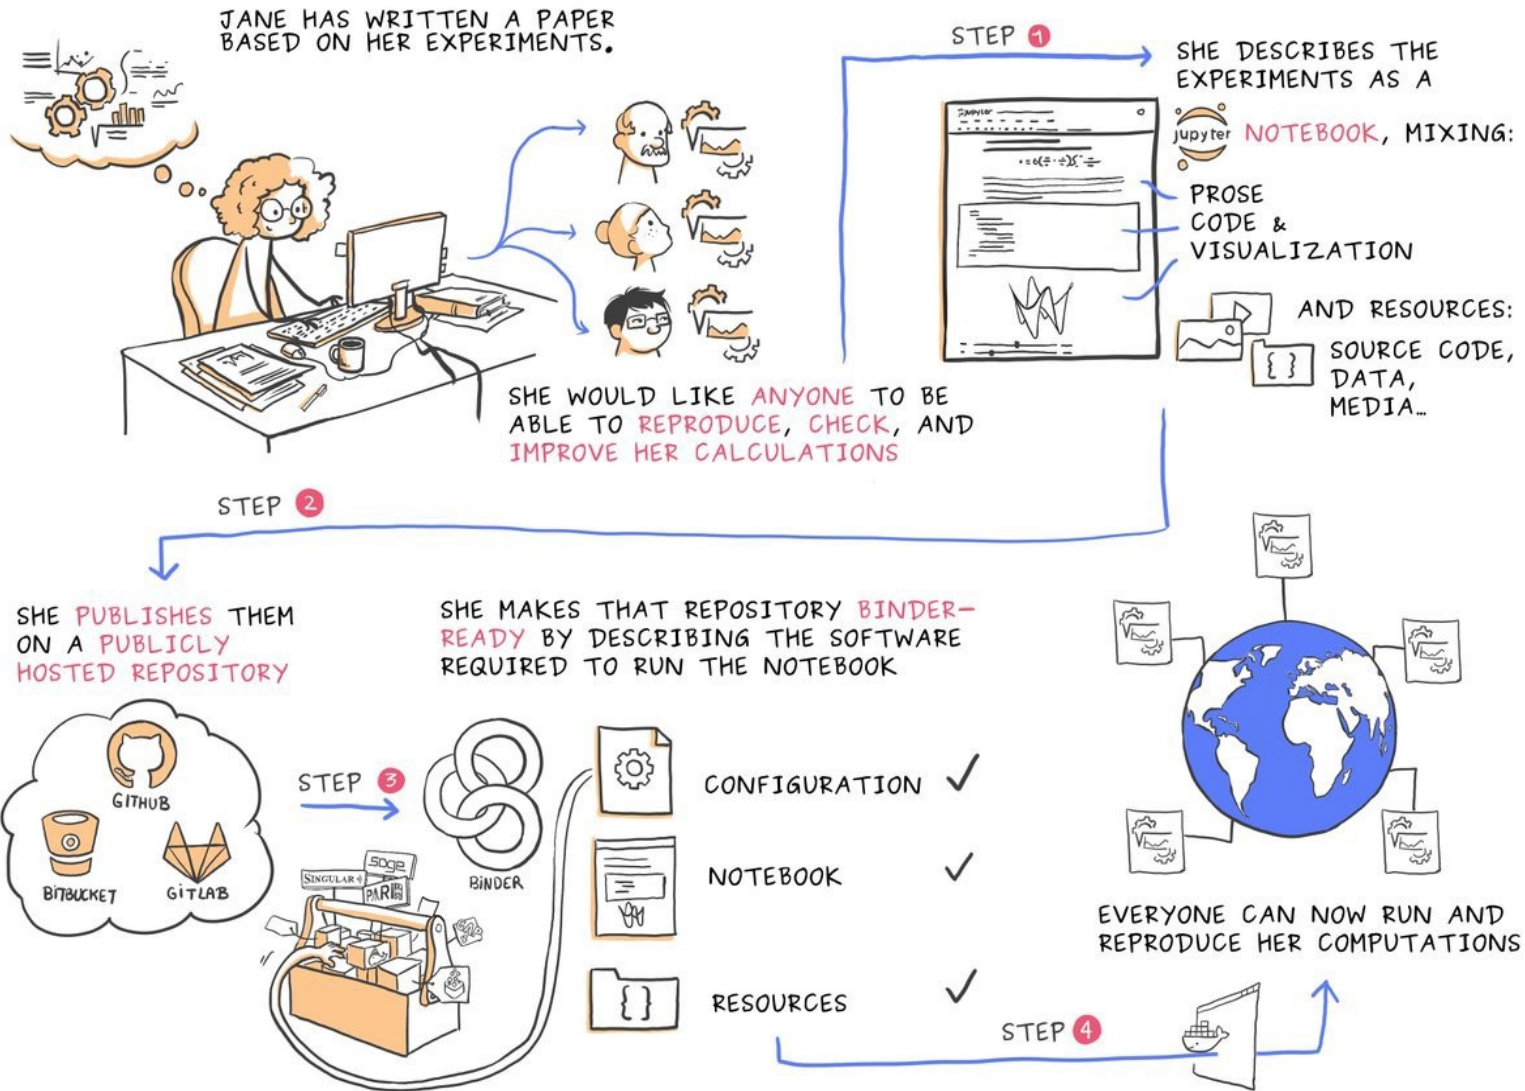 JANE HAS WRITTEN A PAPER
BASED ON HER EXPERIMENTS.
SHE WOULD LIKE ANYONE TO BE
ABLE TO REPRODUCE, CHECK, AND
IMPROVE HER CALCULATIONS
STEP 1
SHE DESCRIBES THE
EXPERIMENTS AS A
jupyter NOTEBOOK, MIXING:
PROSE
CODE &
VISUALIZATION
AND RESOURCES:
SOURCE CODE,
DATA,
MEDIA…
STEP 2
SHE PUBLISHES THEM
ON A PUBLICLY
HOSTED REPOSITORY
GITHUB
BITBUCKET
GITLAB
STEP 3
SHE MAKES THAT REPOSITORY BINDER-
READY BY DESCRIBING THE SOFTWARE
REQUIRED TO RUN THE NOTEBOOK
BINDER
sage
SINGULAR
PARI
GAP
CONFIGURATION
NOTEBOOK
RESOURCES
STEP 4
EVERYONE CAN NOW RUN AND
REPRODUCE HER COMPUTATIONS